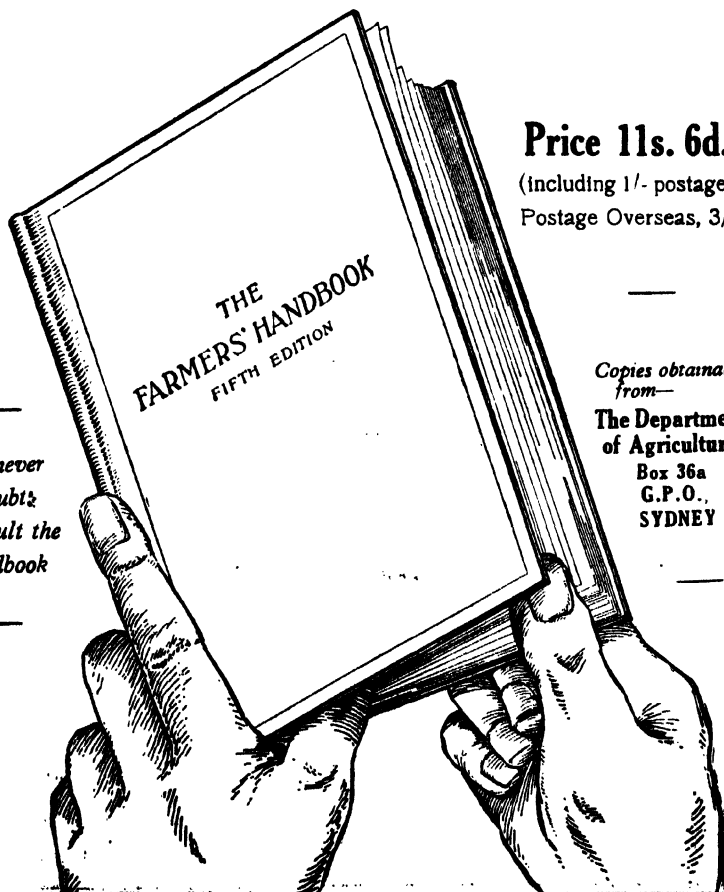 Price 11s. 6d.
(including 1/- postage
Postage Overseas, 3/
THE
FARMERS' HANDBOOK
FIFTH EDITION
Copies obtaina
from—
The Departme
of Agricultur
Box 36a
G.P.O.,
SYDNEY
never
ubt
ult the
dbook